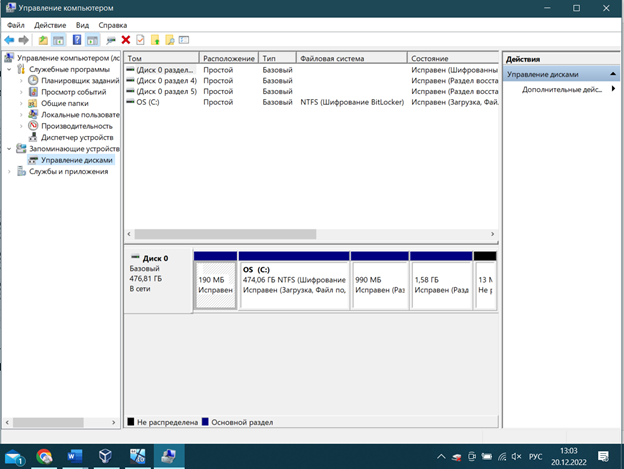 Управление компьютером
Файл Действие Вид Справка
Управление компьютером (лс
Служебные программы
Планировщик заданий
Просмотр событий
Общие папки
Локальные пользовате
Производительность
Диспетчер устройств
Запоминающие устройств
Управление дисками
Службы и приложения
Том Расположение Тип Файловая система Состояние
(Диск 0 раздел... Простой Базовый Исправен (Шифрованны
(Диск 0 раздел 4) Простой Базовый Исправен (Раздел восста
(Диск 0 раздел 5) Простой Базовый Исправен (Раздел восста
OS (C:) Простой Базовый NTFS (Шифрование BitLocker) Исправен (Загрузка, Фай.
Диск 0
Базовый
476,81 ГБ
В сети
190 МБ
Исправен
OS (C:)
474,06 ГБ NTFS (Шифрование
Исправен (Загрузка, Файл по,
990 МБ
Исправен (Раз
1,58 ГБ
Исправен (Разд
13 М
Не р
Не распределена Основной раздел
Действия
Управление дисками
Дополнительные дейс...
1
РУС
13:03
20.12.2022